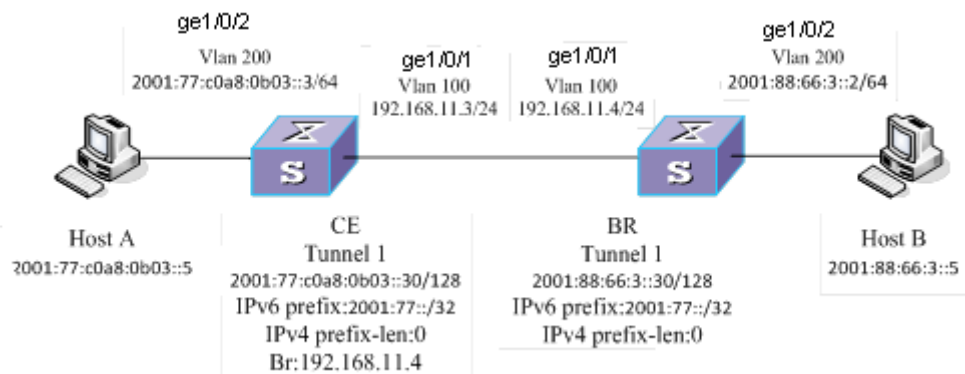 ge1/0/2
Vlan 200
2001:77:c0a8:0b03::3/64
ge1/0/1
Vlan 100
192.168.11.3/24
ge1/0/1
Vlan 100
192.168.11.4/24
ge1/0/2
Vlan 200
2001:88:66:3::2/64
S
S
Host A
2001:77:c0a8:0b03::5
CE
Tunnel 1
2001:77:c0a8:0b03::30/128
IPv6 prefix:2001:77::/32
IPv4 prefix-len:0
Br:192.168.11.4
BR
Tunnel 1
2001:88:66:3::30/128
IPv6 prefix:2001:77::/32
IPv4 prefix-len:0
Host B
2001:88:66:3::5